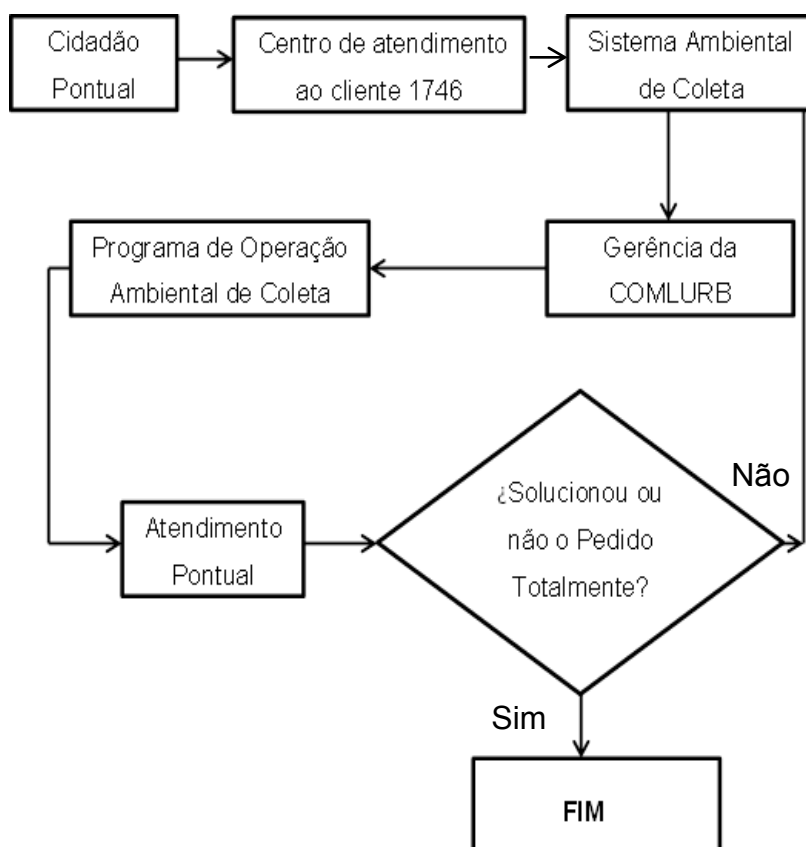 Cidadão
Pontual
Centro de atendimento
ao cliente 1746
Sistema Ambiental
de Coleta
Programa de Operação
Ambiental de Coleta
Gerência da
COMLURB
Atendimento
Pontual
¿Solucionou ou
não o Pedido
Totalmente?
Não
Sim
FIM